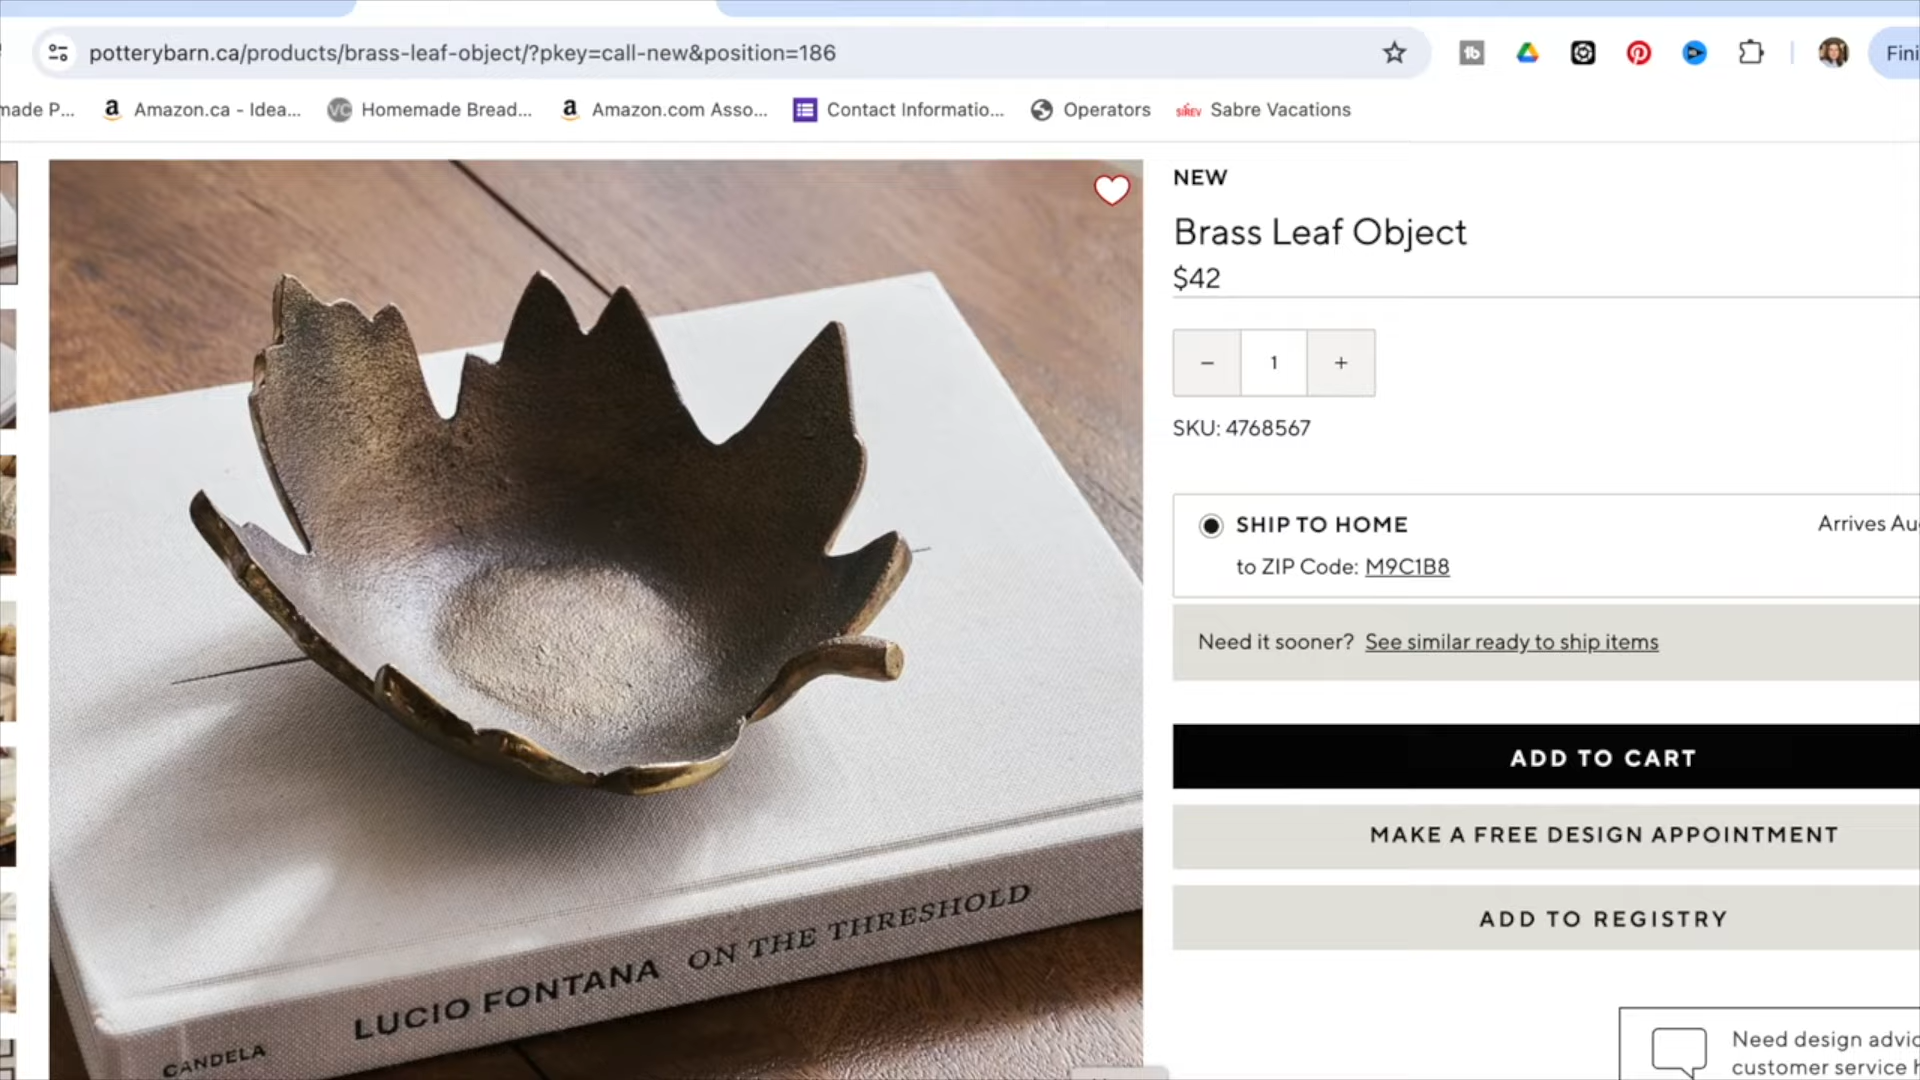 potterybarn.ca/products/brass-leaf-object/?pkey=call-new&position=186
Fini
made P...
Amazon.ca - Idea...
VC
Homemade Bread...
Amazon.com Asso...
Contact Informatio...
Operators
SIREV
Sabre Vacations
NEW
Brass Leaf Object
$42
− 1 +
SKU: 4768567
SHIP TO HOME
Arrives Au
to ZIP Code: M9C1B8
Need it sooner? See similar ready to ship items
ADD TO CART
MAKE A FREE DESIGN APPOINTMENT
ADD TO REGISTRY
Need design advic
customer service h
CANDELA LUCIO FONTANA ON THE THRESHOLD